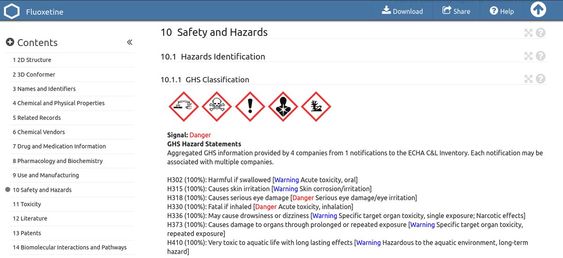 Fluoxetine
Download
Share
Help
Contents
1 2D Structure
2 3D Conformer
3 Names and Identifiers
4 Chemical and Physical Properties
5 Related Records
6 Chemical Vendors
7 Drug and Medication Information
8 Pharmacology and Biochemistry
9 Use and Manufacturing
10 Safety and Hazards
11 Toxicity
12 Literature
13 Patents
14 Biomolecular Interactions and Pathways
10 Safety and Hazards
10.1 Hazards Identification
10.1.1 GHS Classification
Signal: Danger
GHS Hazard Statements
Aggregated GHS information provided by 4 companies from 1 notifications to the ECHA C&L Inventory. Each notification may be
associated with multiple companies.
H302 (100%): Harmful if swallowed [Warning Acute toxicity, oral]
H315 (100%): Causes skin irritation [Warning Skin corrosion/irritation]
H318 (100%): Causes serious eye damage [Danger Serious eye damage/eye irritation]
H330 (100%): Fatal if inhaled [Danger Acute toxicity, inhalation]
H336 (100%): May cause drowsiness or dizziness [Warning Specific target organ toxicity, single exposure; Narcotic effects]
H373 (100%): Causes damage to organs through prolonged or repeated exposure [Warning Specific target organ toxicity,
repeated exposure]
H410 (100%): Very toxic to aquatic life with long lasting effects [Warning Hazardous to the aquatic environment, long-term
hazard]